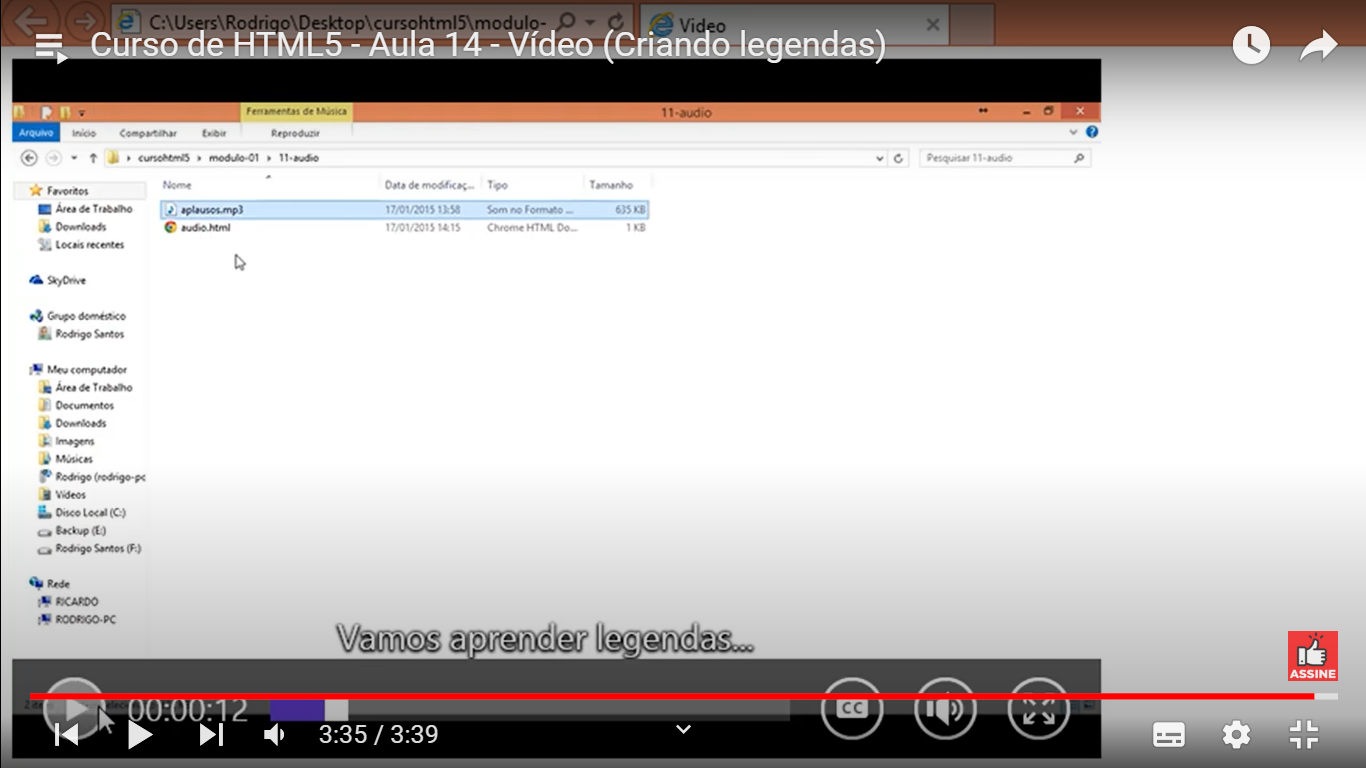 C:\Users\Rodrigo\Desktop\cursohtml5\modulo-
Video
Curso de HTML5 - Aula 14 - Vídeo (Criando legendas)
Ferramentas de Música
11-audio
Arquivo Início Compartilhar Exibir Reproduzir
cursohtml5 › modulo-01 › 11-audio
Pesquisar 11-audio
Nome Data de modificaç... Tipo Tamanho
aplausos.mp3 17/01/2015 13:58 Som no Formato ... 635 KB
audio.html 17/01/2015 14:15 Chrome HTML Do... 1 KB
Favoritos
Área de Trabalho
Downloads
Locais recentes
SkyDrive
Grupo doméstico
Rodrigo Santos
Meu computador
Área de Trabalho
Documentos
Downloads
Imagens
Músicas
Rodrigo (rodrigo-pc
Vídeos
Disco Local (C:)
Backup (E:)
Rodrigo Santos (F:)
Rede
RICARDO
RODRIGO-PC
Vamos aprender legendas...
ASSINE
00:00:12
CC
3:35 / 3:39